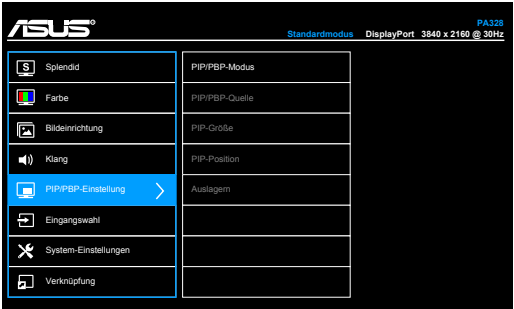 ASUS
PA328
Standardmodus DisplayPort 3840 x 2160 @ 30Hz
S Splendid
Farbe
Bildeinrichtung
Klang
PIP/PBP-Einstellung
Eingangswahl
System-Einstellungen
Verknüpfung
PIP/PBP-Modus
PIP/PBP-Quelle
PIP-Größe
PIP-Position
Auslagern